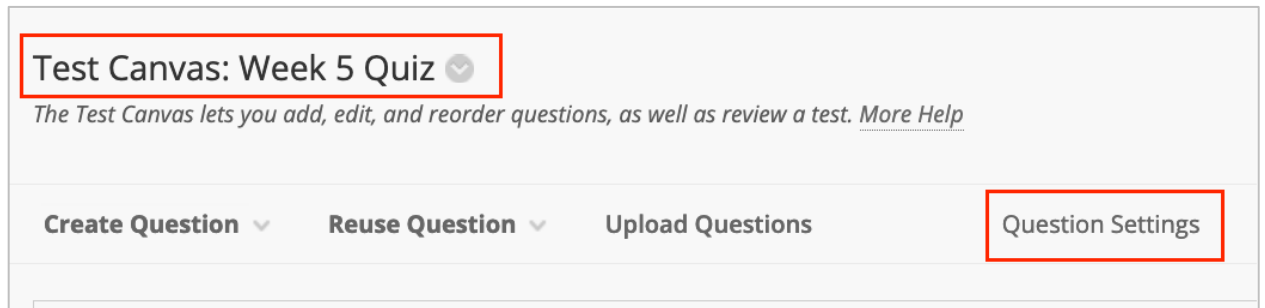 Test Canvas: Week 5 Quiz
The Test Canvas lets you add, edit, and reorder questions, as well as review a test. More Help
Create Question Reuse Question Upload Questions Question Settings